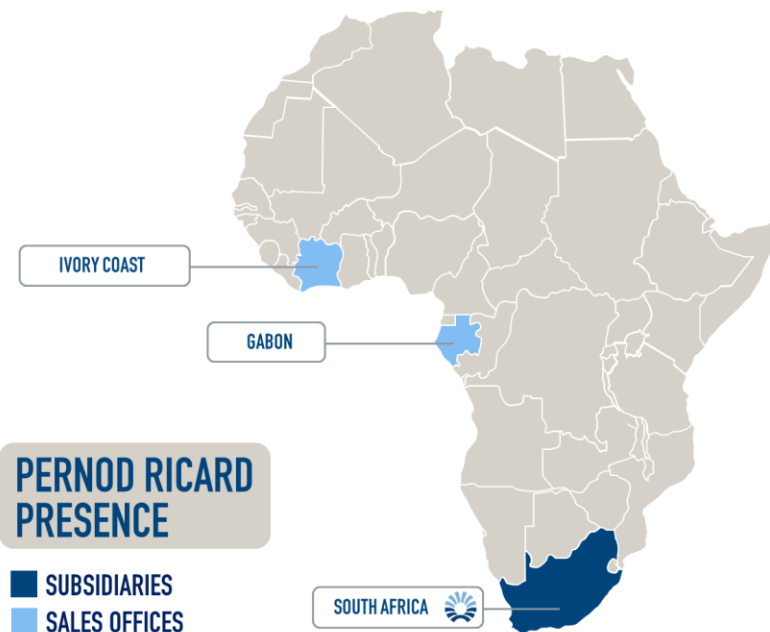 IVORY COAST
GABON
PERNOD RICARD
PRESENCE
SUBSIDIARIES
SALES OFFICES
SOUTH AFRICA